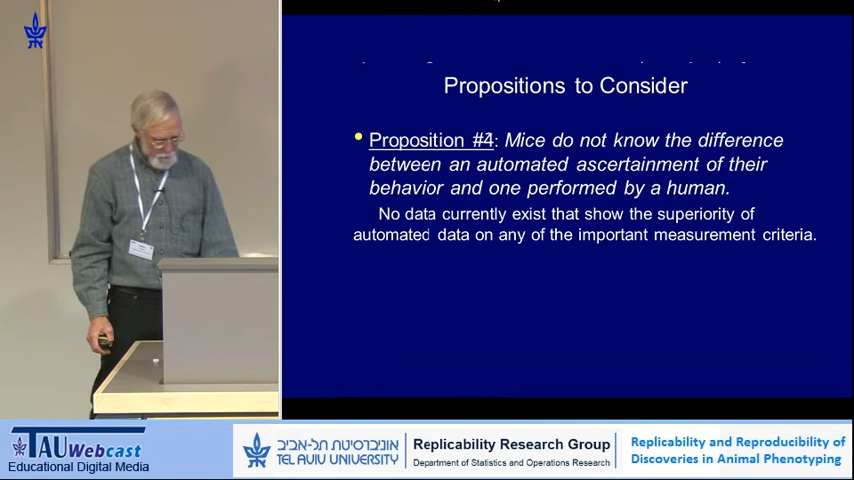 Propositions to Consider
Proposition #4: Mice do not know the difference
between an automated ascertainment of their
behavior and one performed by a human.
No data currently exist that show the superiority of
automated data on any of the important measurement criteria.
TAU Webcast
Educational Digital Media
אוניברסיטת תל-אביב
TEL AVIV UNIVERSITY
Replicability Research Group
Department of Statistics and Operations Research
Replicability and Reproducibility of
Discoveries in Animal Phenotyping